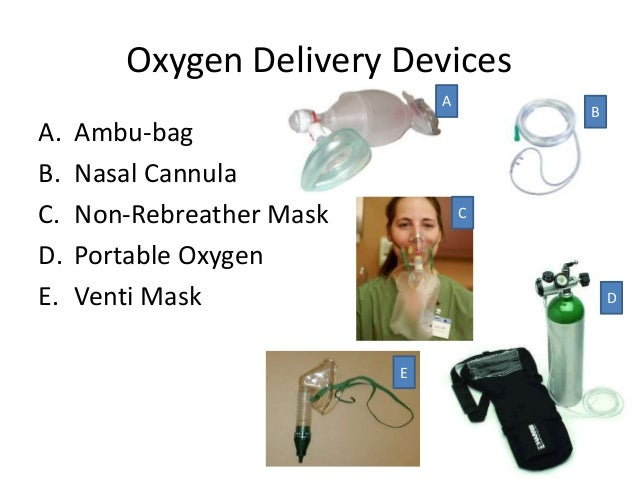 Oxygen Delivery Devices
A. Ambu-bag
B. Nasal Cannula
C. Non-Rebreather Mask
D. Portable Oxygen
E. Venti Mask
A
B
C
D
E